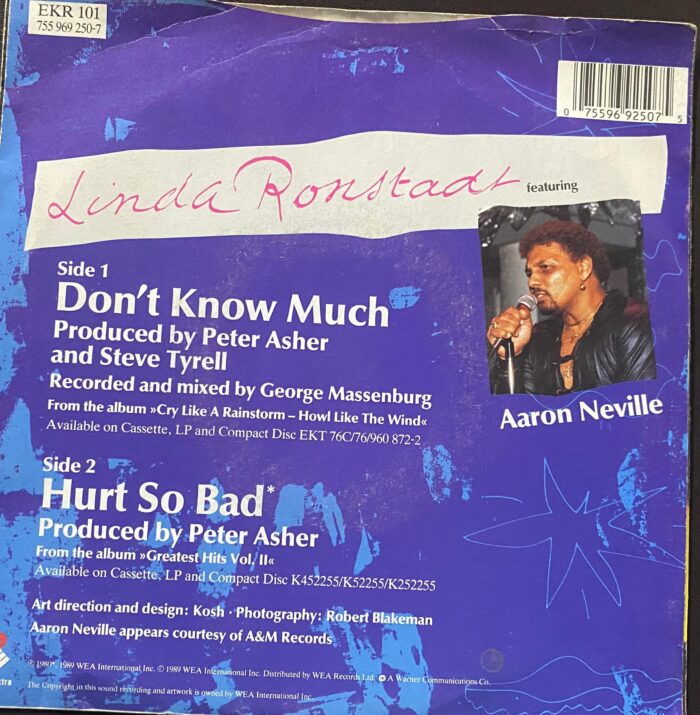 EKR 101
755 969 250-7
0 75596 92507 5
Linda Ronstadt featuring
Side 1
Don't Know Much
Produced by Peter Asher
and Steve Tyrell
Recorded and mixed by George Massenburg
From the album »Cry Like A Rainstorm – Howl Like The Wind«
Available on Cassette, LP and Compact Disc EKT 76C/76/960 872-2
Aaron Neville
Side 2
Hurt So Bad*
Produced by Peter Asher
From the album »Greatest Hits Vol. II«
Available on Cassette, LP and Compact Disc K452255/K52255/K252255
Art direction and design: Kosh · Photography: Robert Blakeman
Aaron Neville appears courtesy of A&M Records
℗ 1980*, 1989 WEA International Inc. © 1989 WEA International Inc. Distributed by WEA Records Ltd. A Warner Communications Co.
The Copyright in this sound recording and artwork is owned by WEA International Inc.